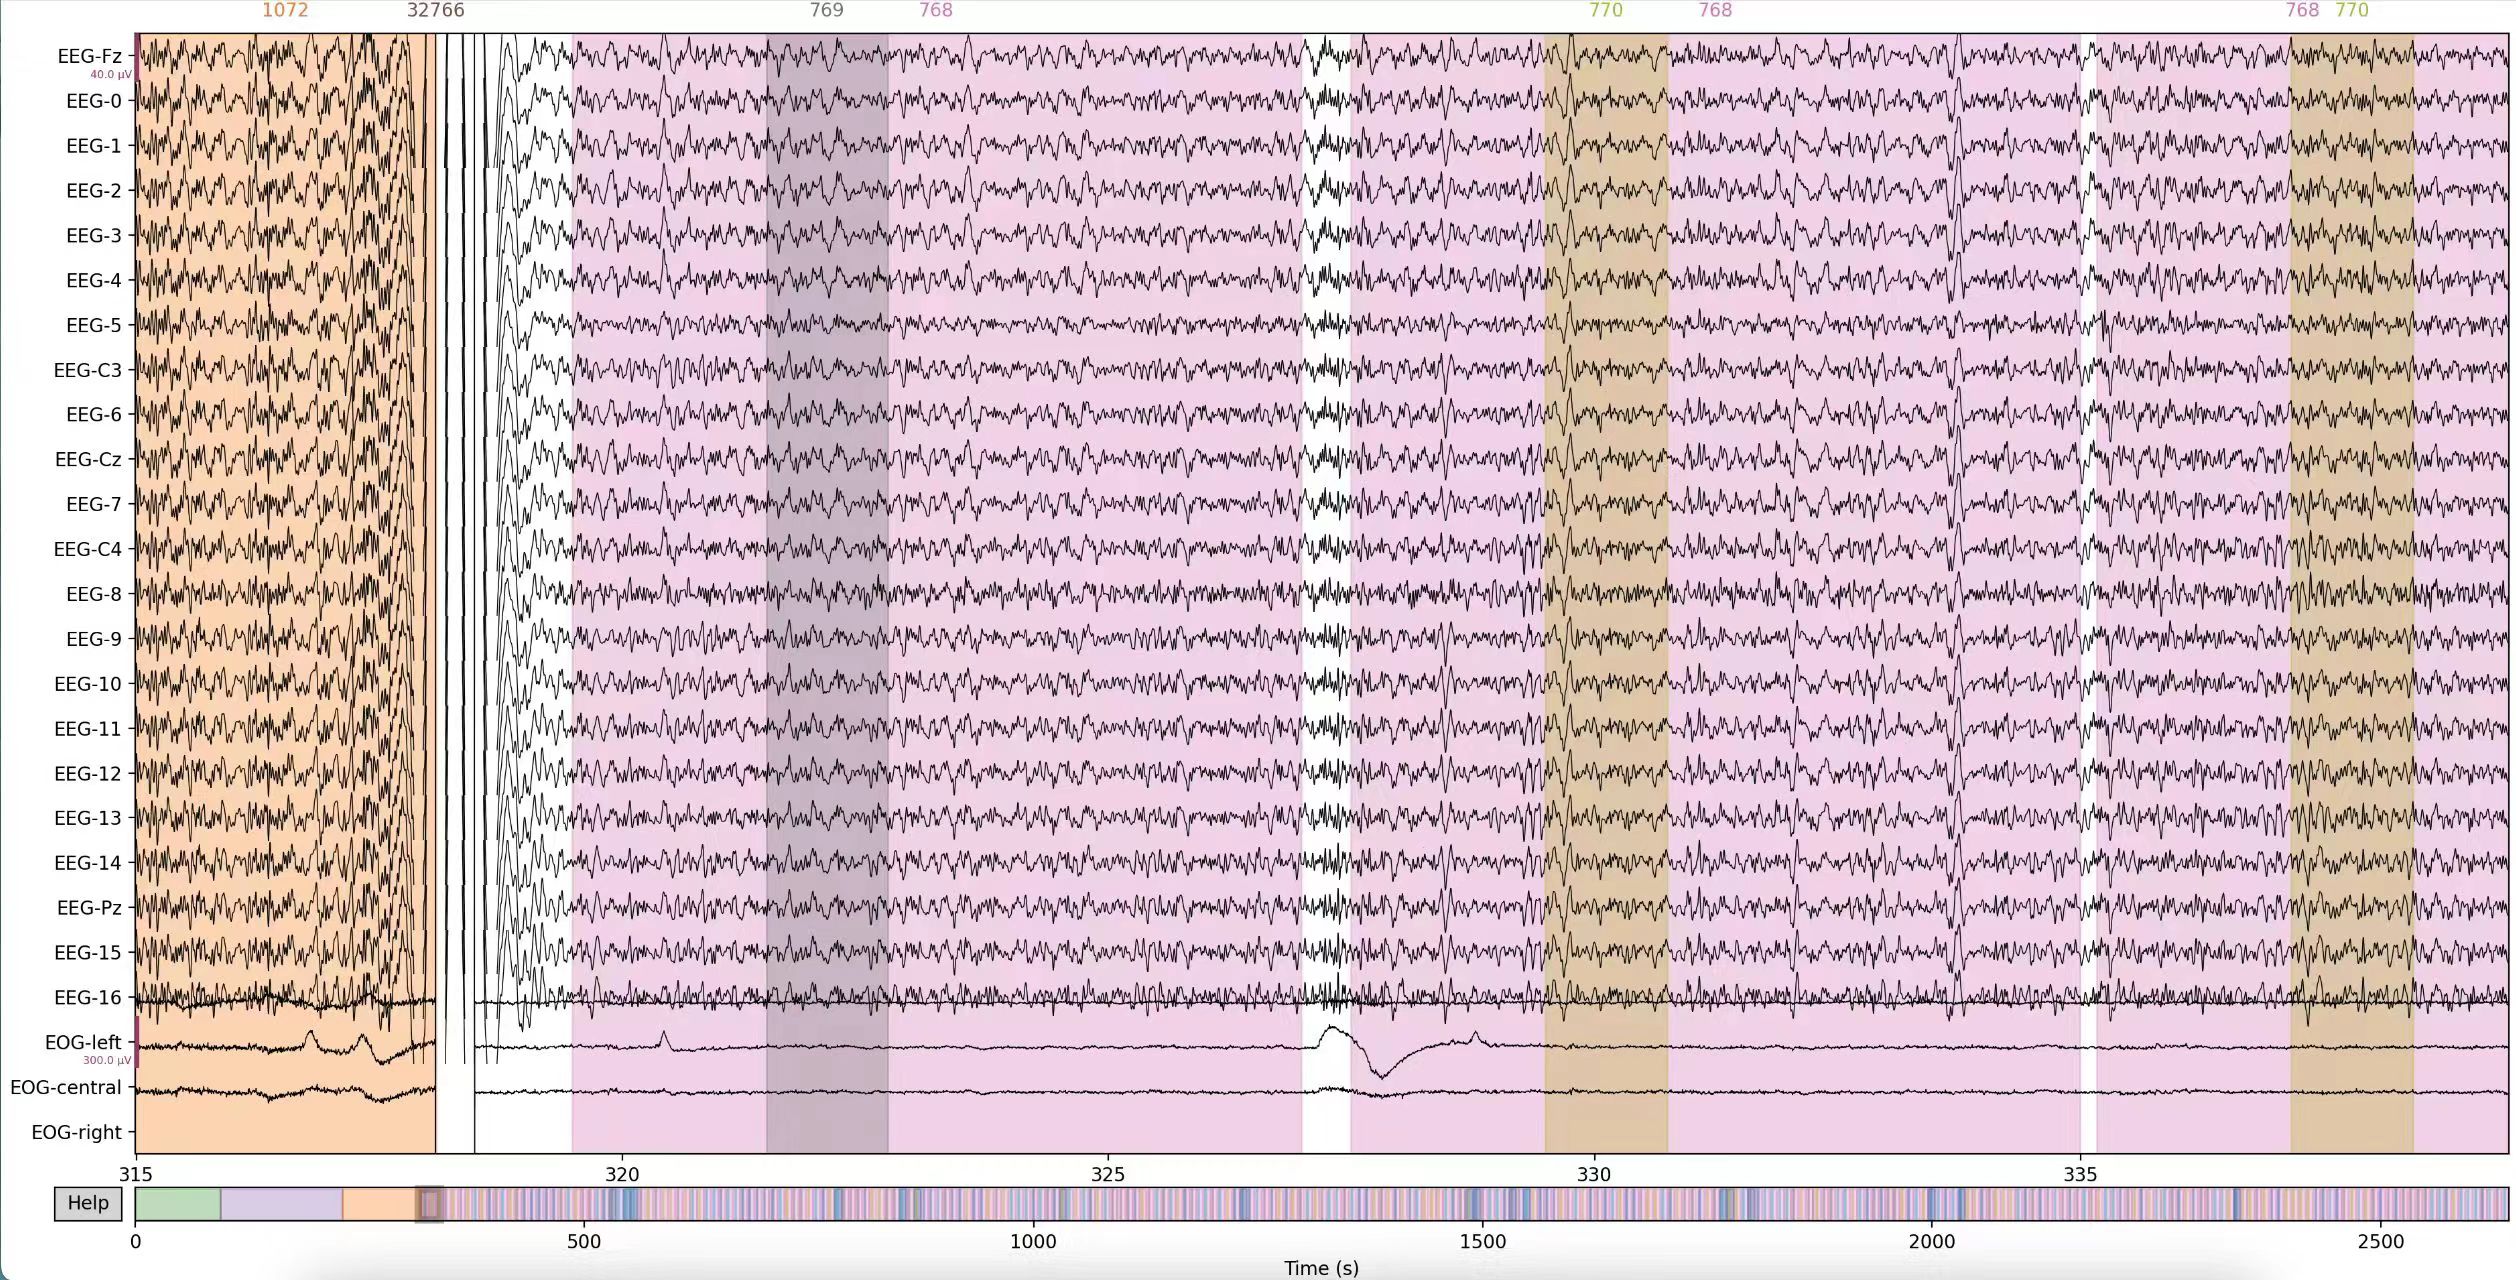 1072 32766 769 768 770 768 768 770
EEG-Fz
40.0 µV
EEG-0
EEG-1
EEG-2
EEG-3
EEG-4
EEG-5
EEG-C3
EEG-6
EEG-Cz
EEG-7
EEG-C4
EEG-8
EEG-9
EEG-10
EEG-11
EEG-12
EEG-13
EEG-14
EEG-Pz
EEG-15
EEG-16
EOG-left
300.0 µV
EOG-central
EOG-right
315 320 325 330 335
Help
0 500 1000 1500 2000 2500
Time (s)